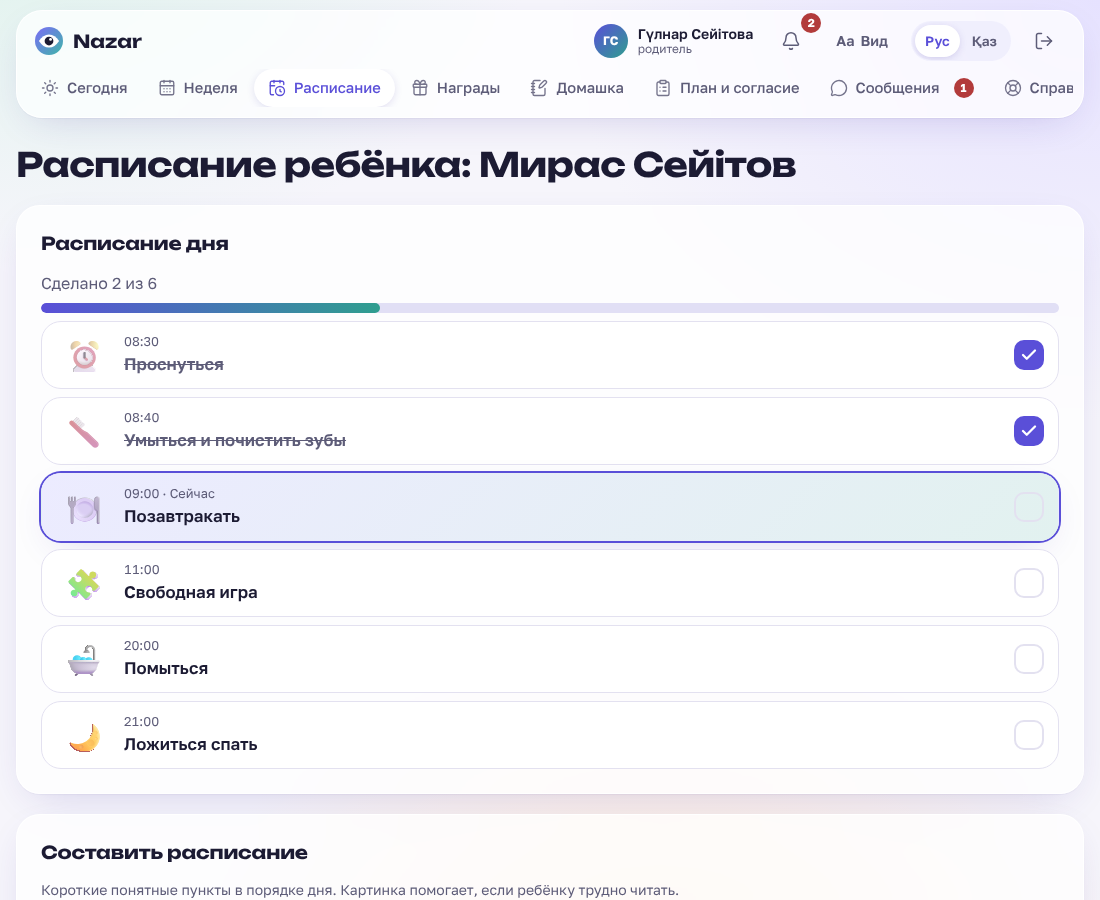 Nazar
ГС
Гүлнар Сейітова
родитель
2
Аа Вид
Рус
Қаз
Сегодня
Неделя
Расписание
Награды
Домашка
План и согласие
Сообщения
1
Справ
Расписание ребёнка: Мирас Сейітов
Расписание дня
Сделано 2 из 6
08:30
Проснуться
08:40
Умыться и почистить зубы
09:00 · Сейчас
Позавтракать
11:00
Свободная игра
20:00
Помыться
21:00
Ложиться спать
Составить расписание
Короткие понятные пункты в порядке дня. Картинка помогает, если ребёнку трудно читать.